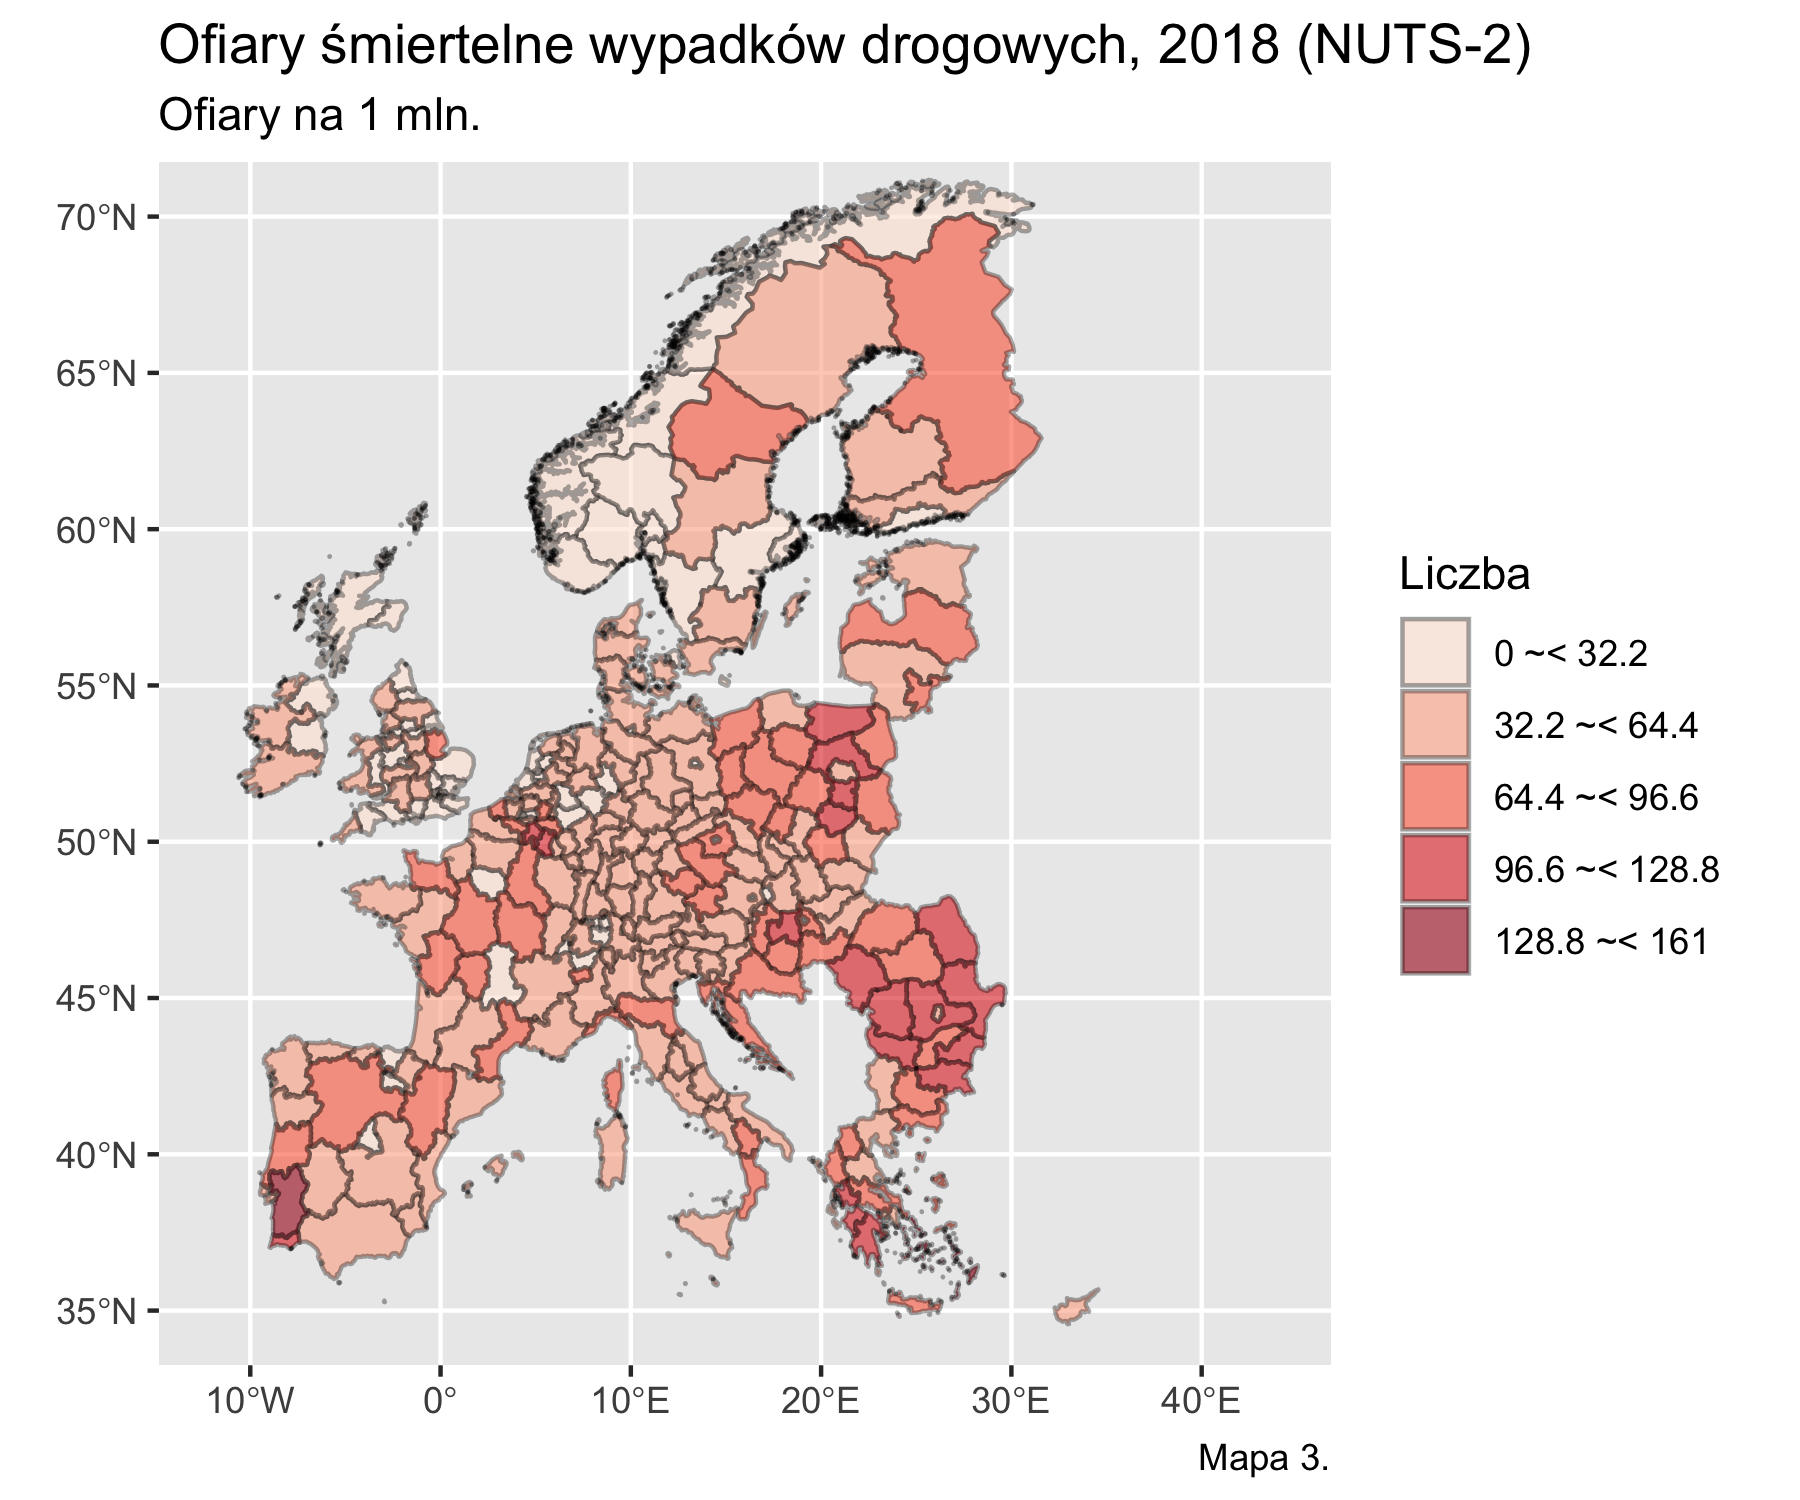 Ofiary śmiertelne wypadków drogowych, 2018 (NUTS-2)
Ofiary na 1 mln.
70°N
65°N
60°N
55°N
50°N
45°N
40°N
35°N
10°W 0° 10°E 20°E 30°E 40°E
Liczba
0 ~< 32.2
32.2 ~< 64.4
64.4 ~< 96.6
96.6 ~< 128.8
128.8 ~< 161
Mapa 3.